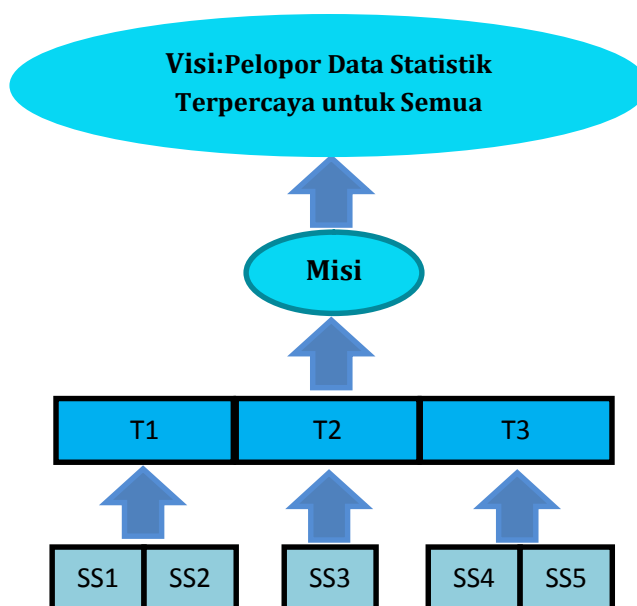 Visi:Pelopor Data Statistik
Terpercaya untuk Semua
Misi
T1 T2 T3
SS1 SS2 SS3 SS4 SS5